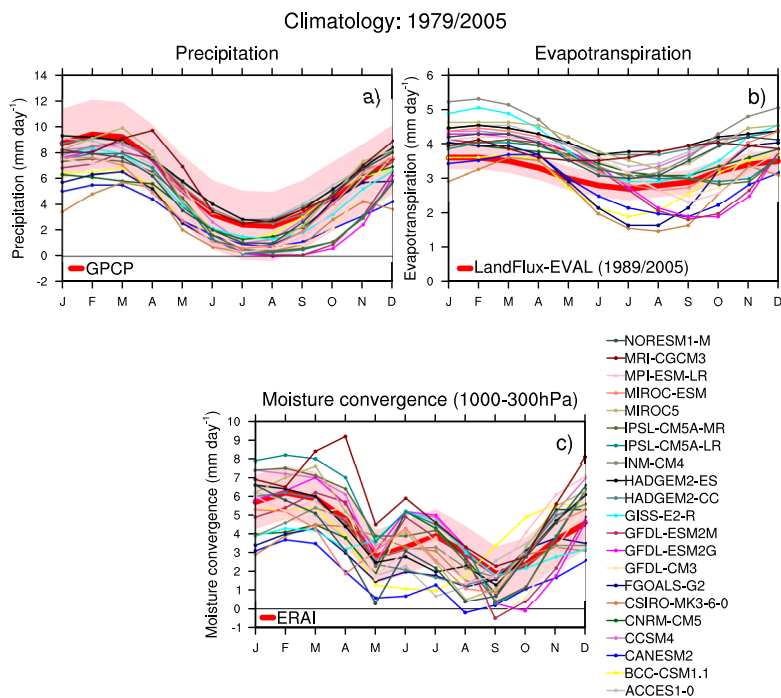 Climatology: 1979/2005
Precipitation
Evapotranspiration
a)
b)
Precipitation (mm day⁻¹)
14
12
10
8
6
4
2
0
-2
GPCP
J F M A M J J A S O N D
Evapotranspiration (mm day⁻¹)
6
5
4
3
2
1
0
LandFlux-EVAL (1989/2005)
J F M A M J J A S O N D
Moisture convergence (1000-300hPa)
c)
Moisture convergence (mm day⁻¹)
10
9
8
7
6
5
4
3
2
1
0
-1
ERAI
J F M A M J J A S O N D
NORESM1-M
MRI-CGCM3
MPI-ESM-LR
MIROC-ESM
MIROC5
IPSL-CM5A-MR
IPSL-CM5A-LR
INM-CM4
HADGEM2-ES
HADGEM2-CC
GISS-E2-R
GFDL-ESM2M
GFDL-ESM2G
GFDL-CM3
FGOALS-G2
CSIRO-MK3-6-0
CNRM-CM5
CCSM4
CANESM2
BCC-CSM1.1
ACCES1-0